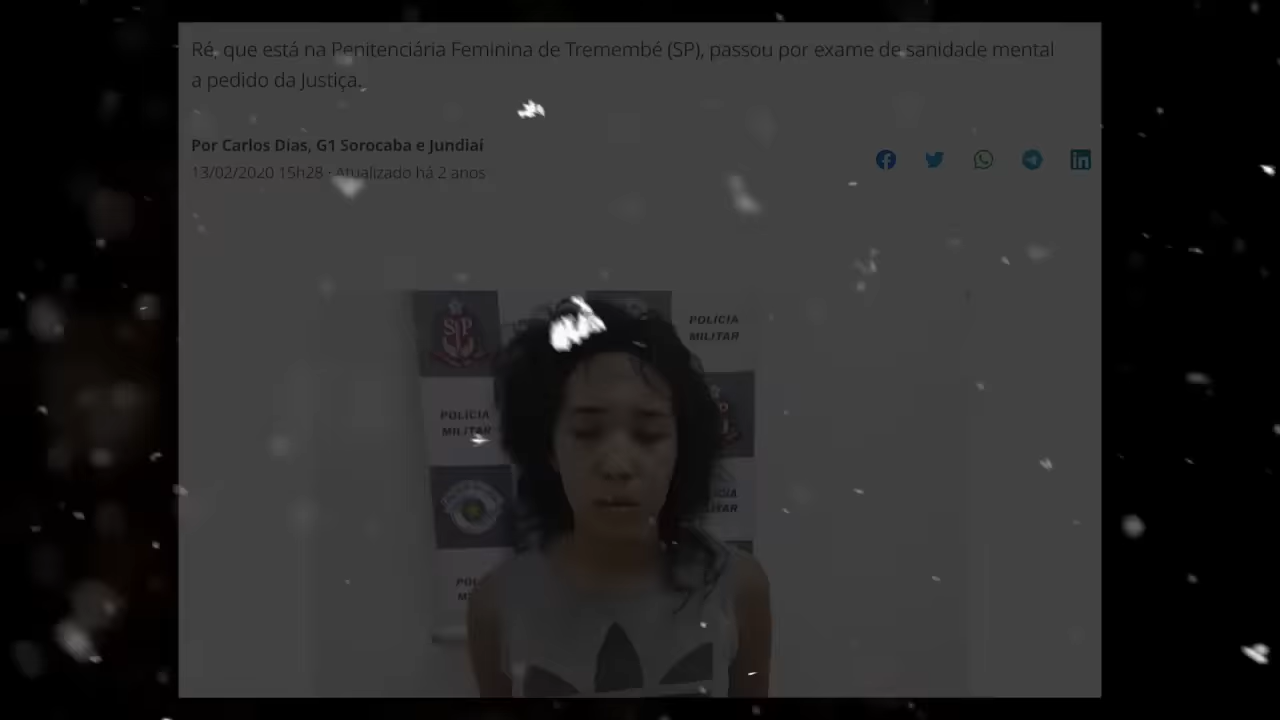 Ré, que está na Penitenciária Feminina de Tremembé (SP), passou por exame de sanidade mental
a pedido da Justiça.
Por Carlos Dias, G1 Sorocaba e Jundiaí
13/02/2020 15h28 · Atualizado há 2 anos
SP
POLÍCIA
MILITAR
POLÍCIA
MILITAR